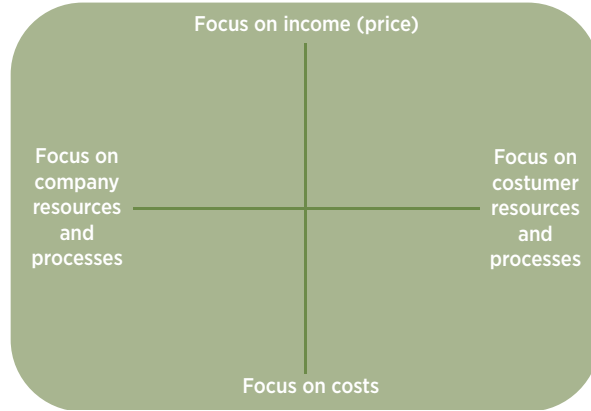 Focus on income (price)
Focus on
company
resources
and
processes
Focus on
costumer
resources
and
processes
Focus on costs